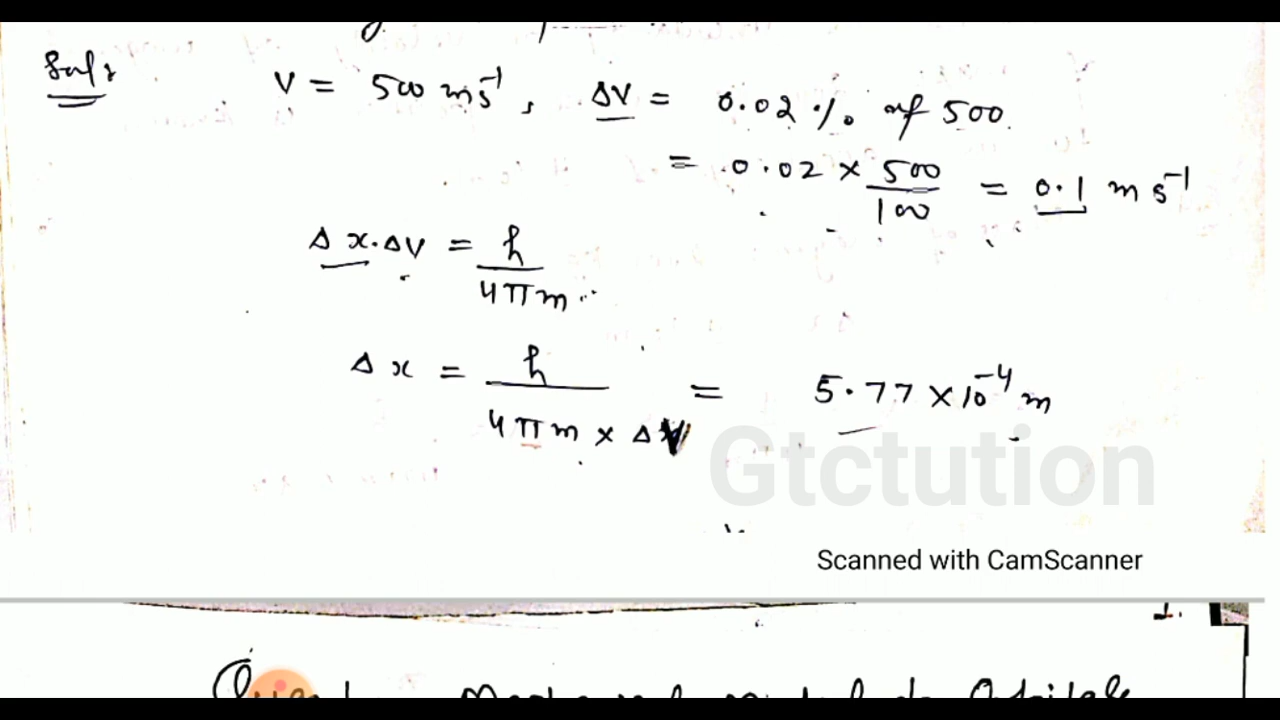 Sol:
V = 500 ms⁻¹, ΔV = 0.02 % of 500.
= 0.02 × 500/100 = 0.1 m s⁻¹
Δx.ΔV = h/4πm
Δx = h/4πm × ΔV = 5.77 × 10⁻⁴ m
Gtctution
Scanned with CamScanner
1.